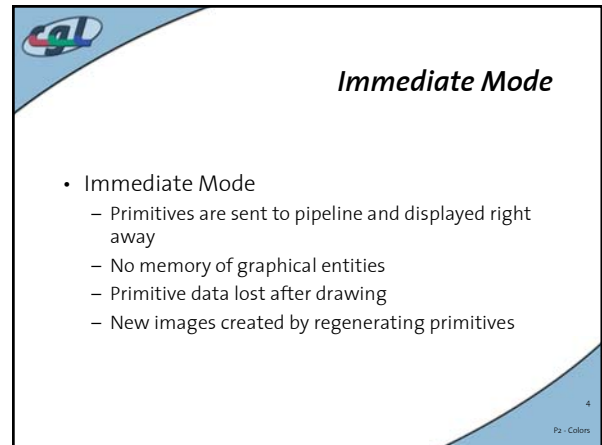 cgl
Immediate Mode
• Immediate Mode
– Primitives are sent to pipeline and displayed right
away
– No memory of graphical entities
– Primitive data lost after drawing
– New images created by regenerating primitives
4
P2 - Colors